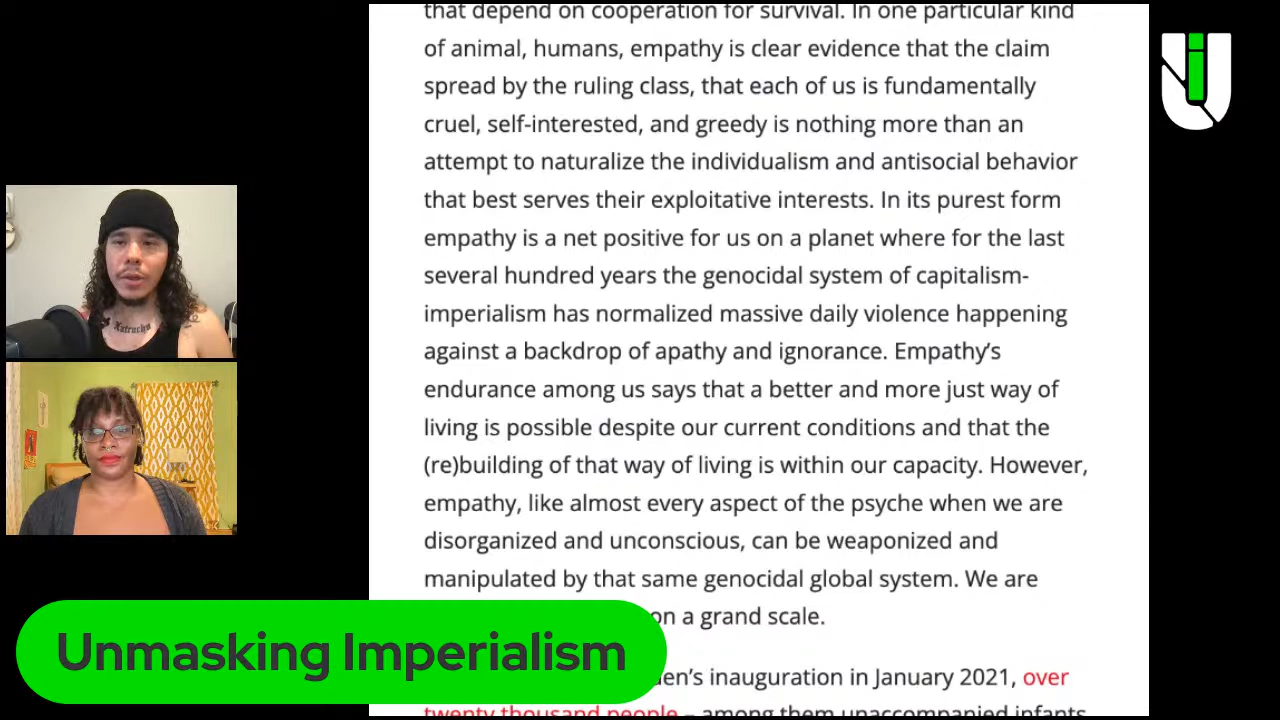 that depend on cooperation for survival. In one particular kind
of animal, humans, empathy is clear evidence that the claim
spread by the ruling class, that each of us is fundamentally
cruel, self-interested, and greedy is nothing more than an
attempt to naturalize the individualism and antisocial behavior
that best serves their exploitative interests. In its purest form
empathy is a net positive for us on a planet where for the last
several hundred years the genocidal system of capitalism-
imperialism has normalized massive daily violence happening
against a backdrop of apathy and ignorance. Empathy’s
endurance among us says that a better and more just way of
living is possible despite our current conditions and that the
(re)building of that way of living is within our capacity. However,
empathy, like almost every aspect of the psyche when we are
disorganized and unconscious, can be weaponized and
manipulated by that same genocidal global system. We are
on a grand scale.
inauguration in January 2021, over
twenty thousand people – among them unaccompanied infants
Unmasking Imperialism